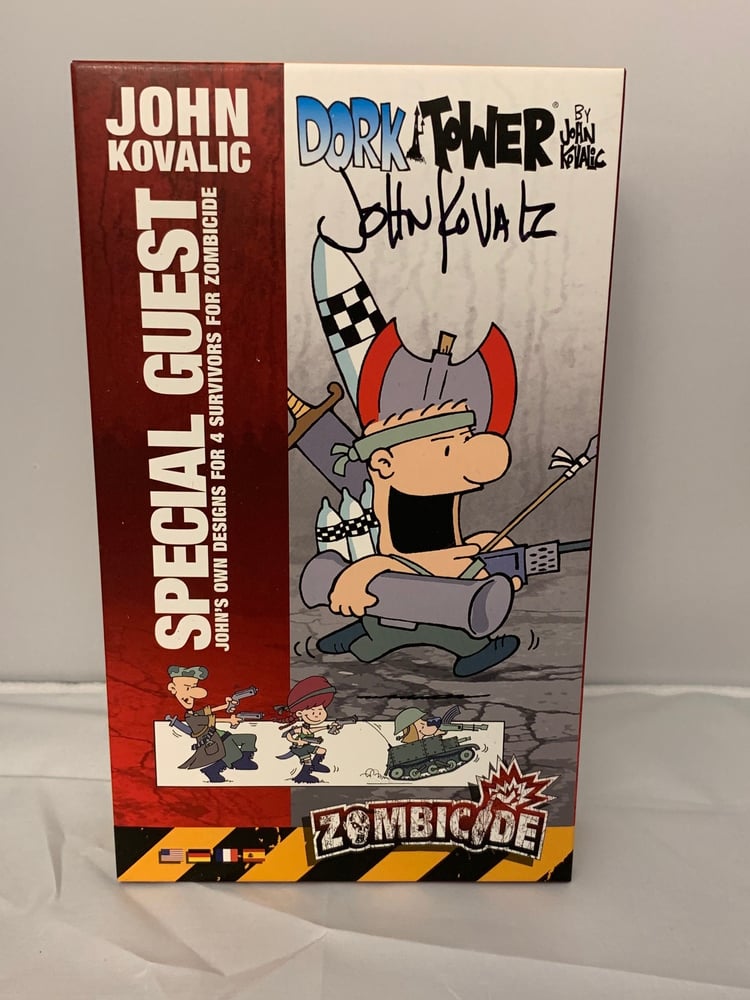 JOHN
KOVALIC
SPECIAL GUEST
JOHN'S OWN DESIGNS FOR 4 SURVIVORS FOR ZOMBICIDE
DORK TOWER®
BY
JOHN
KOVALIC
JOHN KOVALIC
ZOMBICIDE